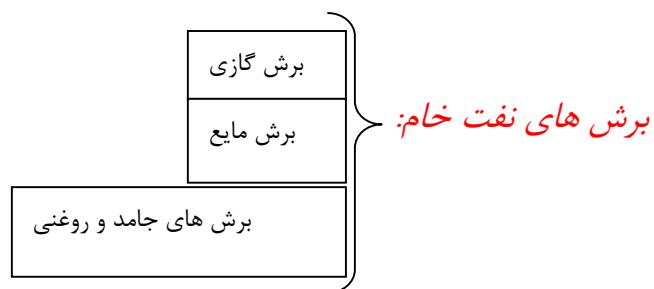 برش های نفت خام:
برش گازی
برش مایع
برش های جامد و روغنی